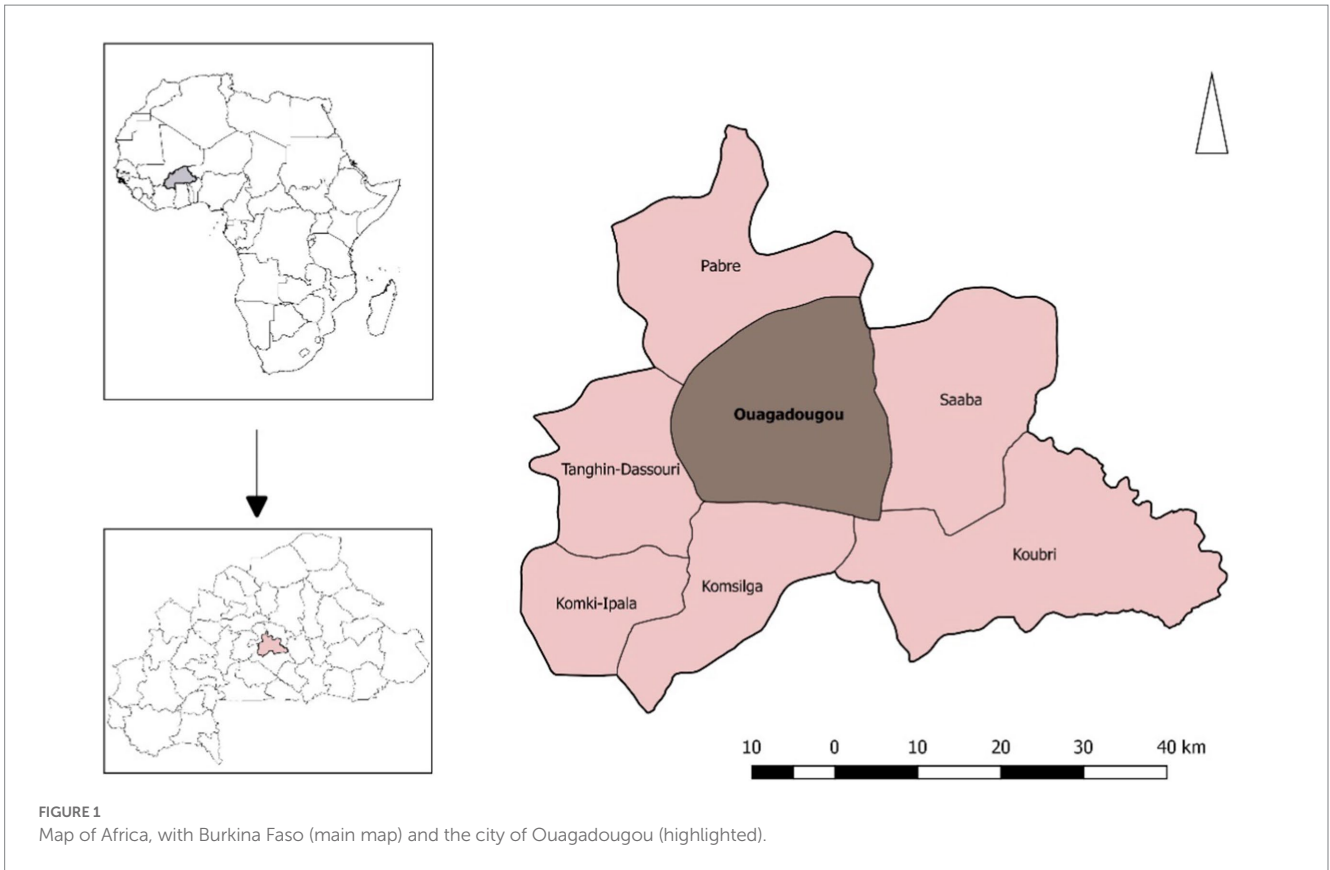 Pabre
Saaba
Ouagadougou
Tanghin-Dassouri
Koubri
Komsilga
Komki-Ipala
10 0 10 20 30 40 km
FIGURE 1
Map of Africa, with Burkina Faso (main map) and the city of Ouagadougou (highlighted).